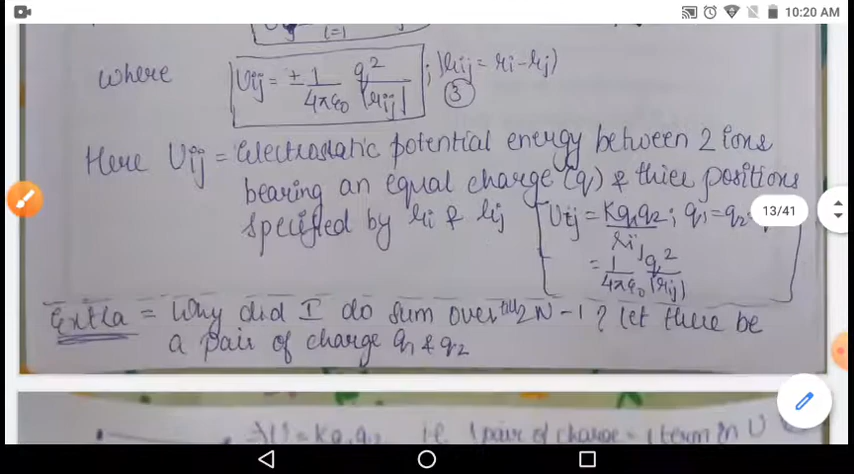 10:20 AM
i=1
where Uij = ± 1/4πε0 q²/|rij| ; |rij = ri - rj)
3
Here Uij = Electrostatic potential energy between 2 ions
bearing an equal charge (q) & thier positions
specified by ri & rj
Uij = Kq1q2/rij ; q1 = q2
13/41
= 1/4πε0 q²/|rij|
Extra = Why did I do sum over till 2N-1 ? let there be
a pair of charge q1 & q2
= Kq1q2 i.e. 1 pair of charge = 1 term in U